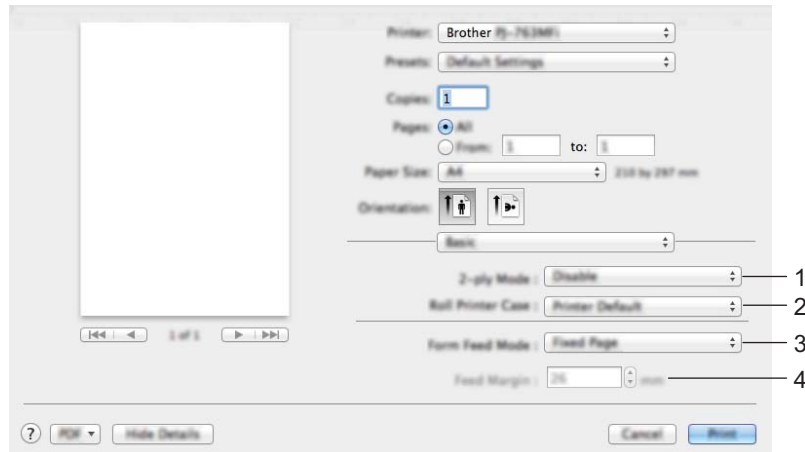 Printer: Brother PJ-763MFi
Presets: Default Settings
Copies: 1
Pages: All
From: 1 to: 1
Paper Size: A4 210 by 297 mm
Orientation:
Basic
2-ply Mode : Disable 1
Roll Printer Case : Printer Default 2
1 of 1
Form Feed Mode : Fixed Page 3
Feed Margin : 26 mm 4
? PDF Hide Details Cancel Print